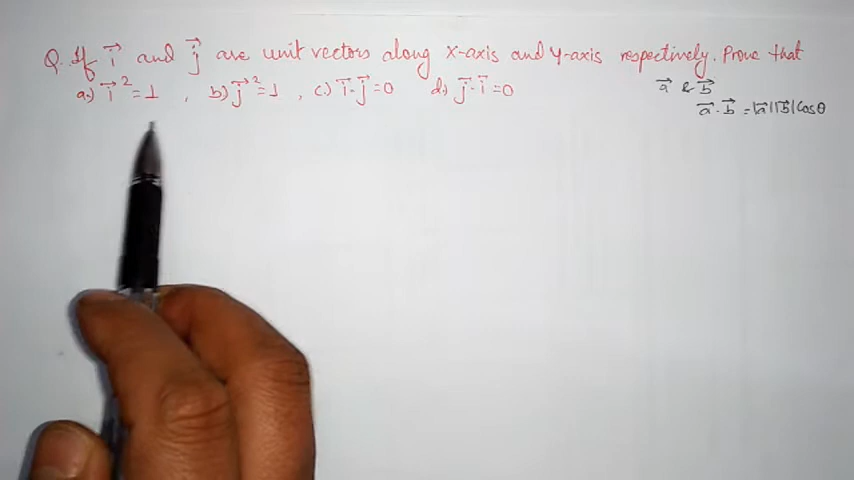 Q. If i⃗ and j⃗ are unit vectors along x-axis and y-axis respectively. Prove that
a.) i⃗² = 1 , b) j⃗² = 1 , c.) i⃗ · j⃗ = 0 d.) j⃗ · i⃗ = 0
a⃗ & b⃗
a⃗ · b⃗ = |a⃗||b⃗| cosθ